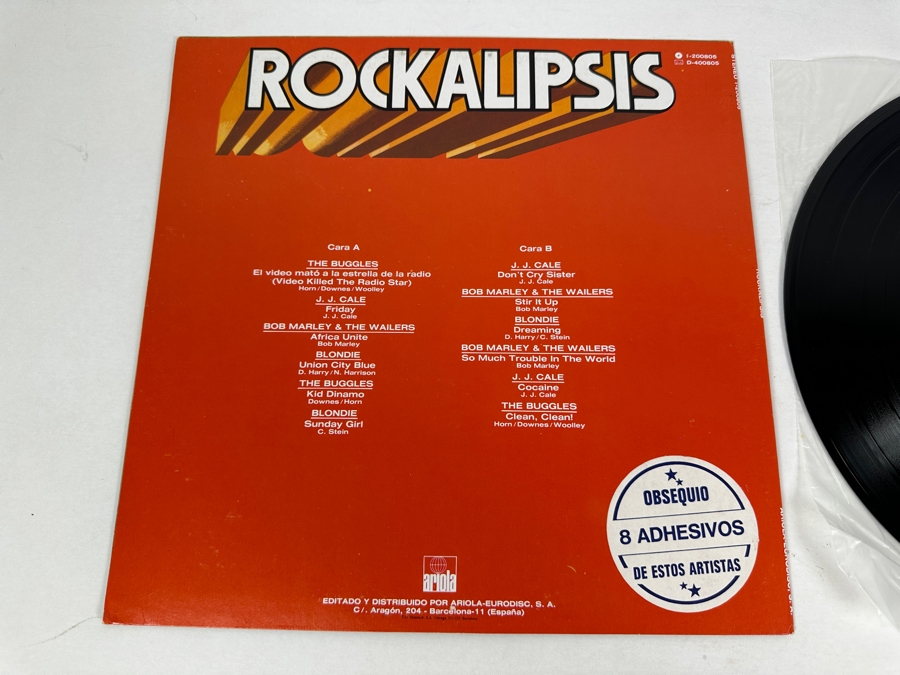 ROCKALIPSIS
I-200805
D-400805
Cara A
THE BUGGLES
El video mató a la estrella de la radio
(Video Killed The Radio Star)
Horn/Downes/Woolley
J. J. CALE
Friday
J. J. Cale
BOB MARLEY & THE WAILERS
Africa Unite
Bob Marley
BLONDIE
Union City Blue
D. Harry/N. Harrison
THE BUGGLES
Kid Dinamo
Downes/Horn
BLONDIE
Sunday Girl
C. Stein
Cara B
J. J. CALE
Don't Cry Sister
J. J. Cale
BOB MARLEY & THE WAILERS
Stir It Up
Bob Marley
BLONDIE
Dreaming
D. Harry/C. Stein
BOB MARLEY & THE WAILERS
So Much Trouble In The World
Bob Marley
J. J. CALE
Cocaine
J. J. Cale
THE BUGGLES
Clean, Clean!
Horn/Downes/Woolley
OBSEQUIO
8 ADHESIVOS
DE ESTOS ARTISTAS
ariola
EDITADO Y DISTRIBUIDO POR ARIOLA-EURODISC, S. A.
C/. Aragón, 204 - Barcelona-11 (España)